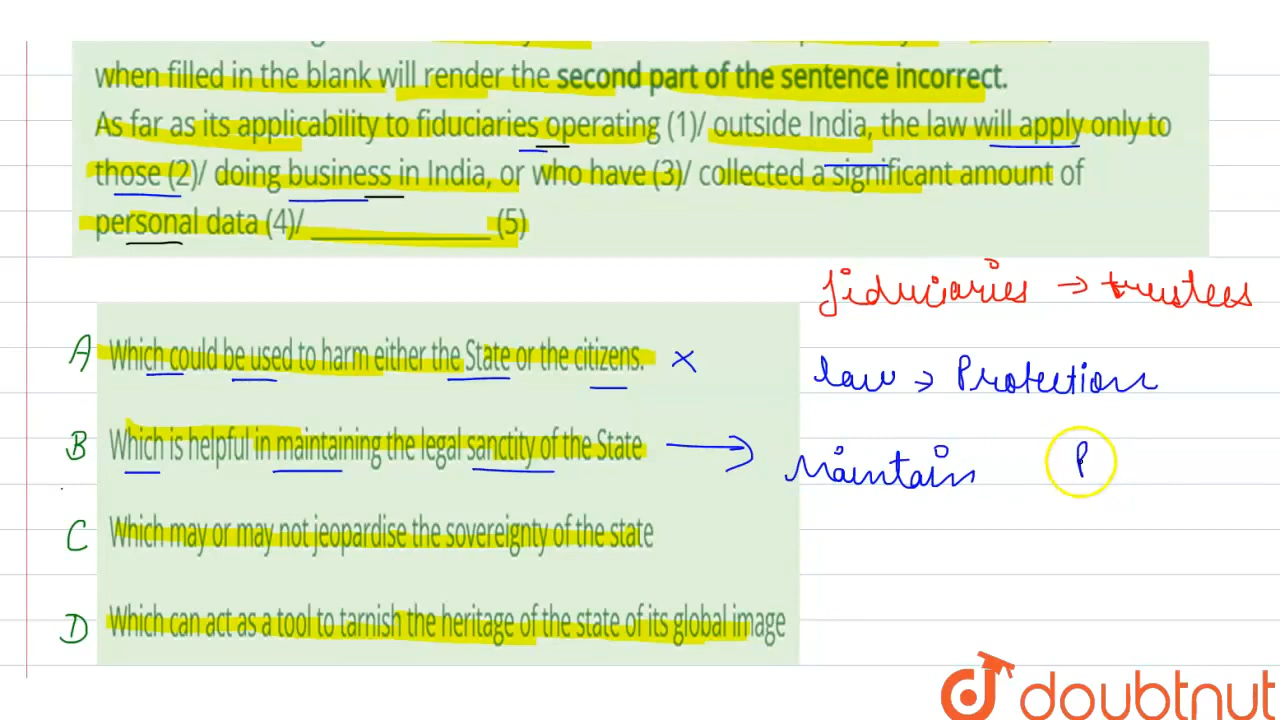 when filled in the blank will render the second part of the sentence incorrect.
As far as its applicability to fiduciaries operating (1)/ outside India, the law will apply only to
those (2)/ doing business in India, or who have (3)/ collected a significant amount of
personal data (4)/ ____________________ (5)
fiduciaries → trustees
A Which could be used to harm either the State or the citizens. ×
law → Protection
B Which is helpful in maintaining the legal sanctity of the State →
Maintain P
C Which may or may not jeopardise the sovereignty of the state
D Which can act as a tool to tarnish the heritage of the state of its global image
doubtnut